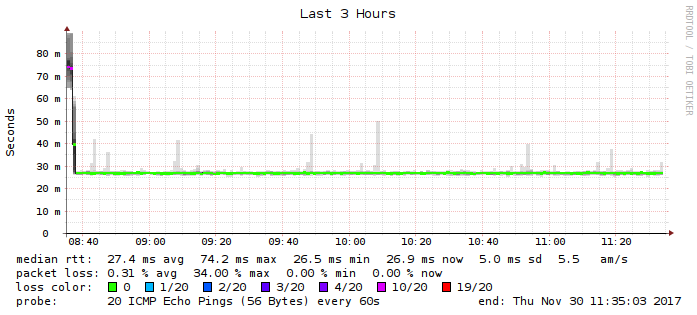 Last 3 Hours
RRDTOOL / TOBI OETIKER
Seconds
80 m
70 m
60 m
50 m
40 m
30 m
20 m
10 m
0
08:40 09:00 09:20 09:40 10:00 10:20 10:40 11:00 11:20
median rtt: 27.4 ms avg 74.2 ms max 26.5 ms min 26.9 ms now 5.0 ms sd 5.5 am/s
packet loss: 0.31 % avg 34.00 % max 0.00 % min 0.00 % now
loss color: 0 1/20 2/20 3/20 4/20 10/20 19/20
probe: 20 ICMP Echo Pings (56 Bytes) every 60s end: Thu Nov 30 11:35:03 2017